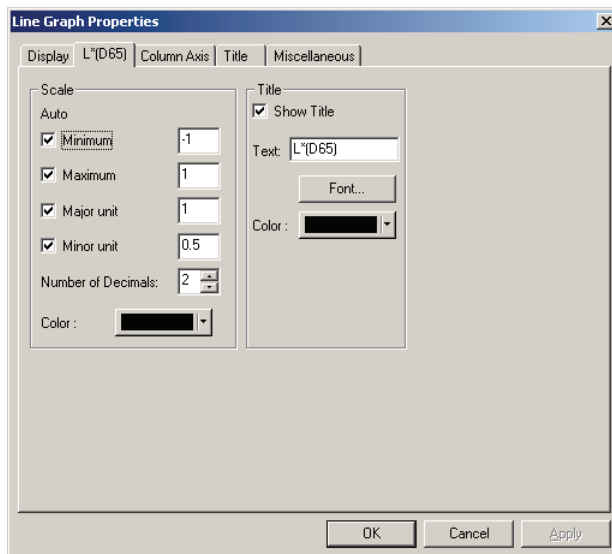 Line Graph Properties
Display L*(D65) Column Axis Title Miscellaneous
Scale
Auto
Minimum -1
Maximum 1
Major unit 1
Minor unit 0.5
Number of Decimals: 2
Color :
Title
Show Title
Text: L*(D65)
Font...
Color :
OK Cancel Apply